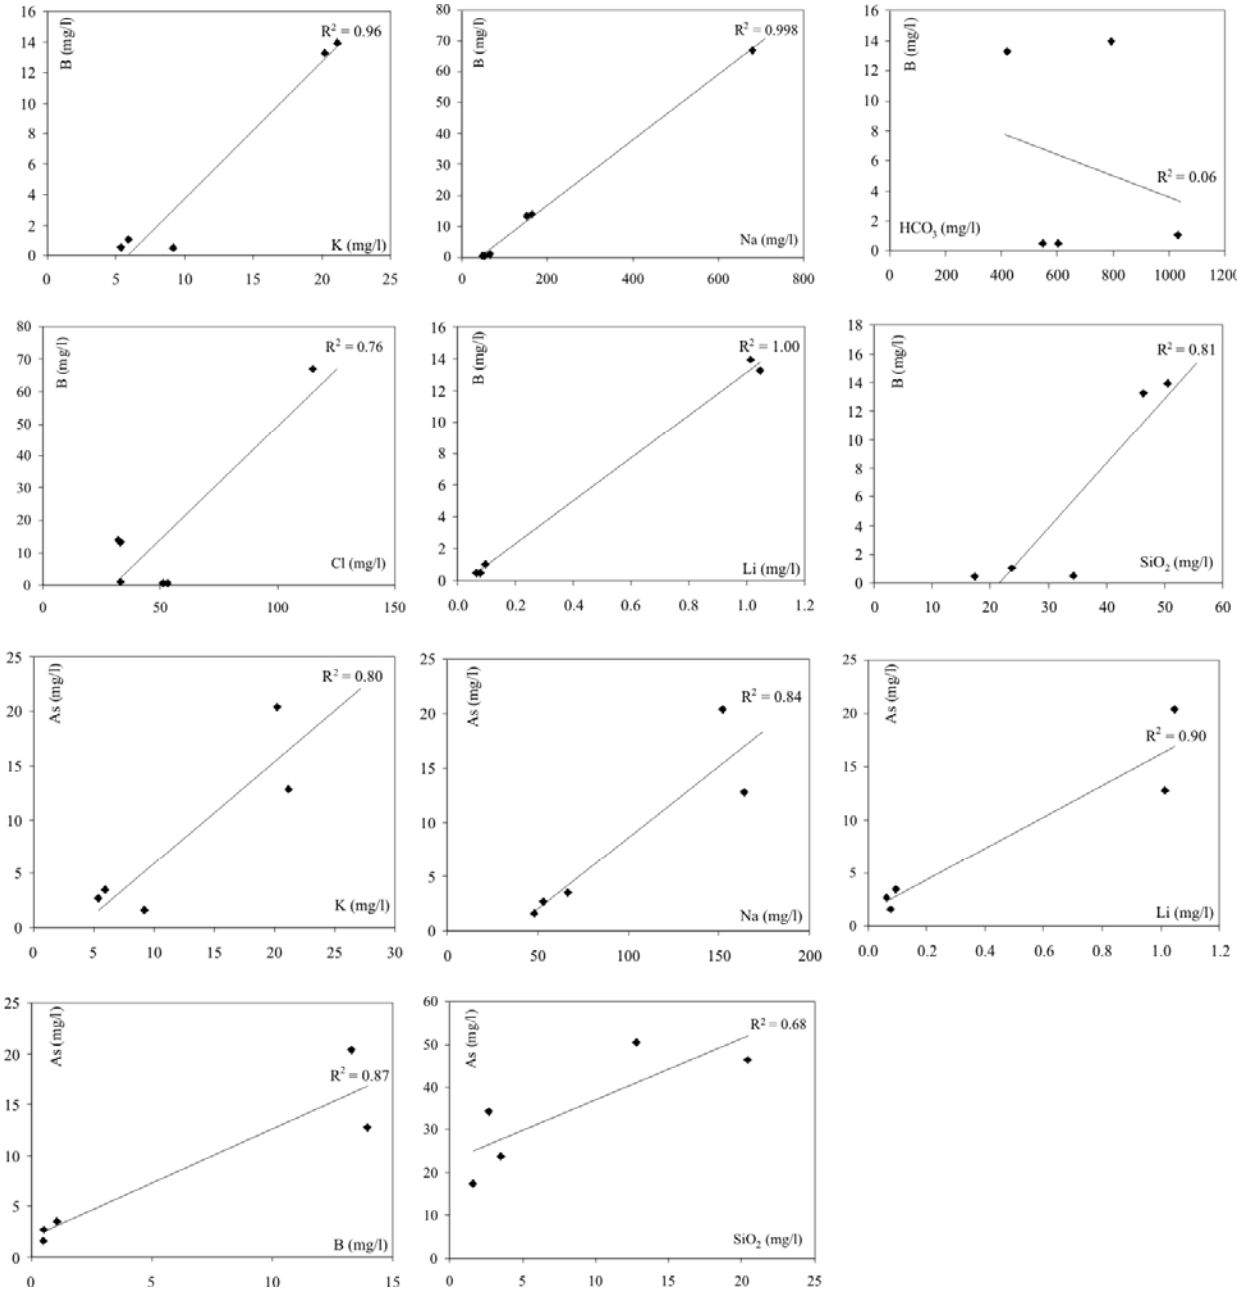 B (mg/l)
R² = 0.96
16
14
12
10
8
6
4
2
0
K (mg/l)
0 5 10 15 20 25
B (mg/l)
R² = 0.998
80
70
60
50
40
30
20
10
0
Na (mg/l)
0 200 400 600 800
B (mg/l)
16
14
12
10
8
6
4
2
0
R² = 0.06
HCO₃ (mg/l)
0 200 400 600 800 1000 1200
B (mg/l)
R² = 0.76
80
70
60
50
40
30
20
10
0
Cl (mg/l)
0 50 100 150
B (mg/l)
R² = 1.00
16
14
12
10
8
6
4
2
0
Li (mg/l)
0.0 0.2 0.4 0.6 0.8 1.0 1.2
B (mg/l)
R² = 0.81
18
16
14
12
10
8
6
4
2
0
SiO₂ (mg/l)
0 10 20 30 40 50 60
As (mg/l)
R² = 0.80
25
20
15
10
5
0
K (mg/l)
0 5 10 15 20 25 30
As (mg/l)
R² = 0.84
25
20
15
10
5
0
Na (mg/l)
0 50 100 150 200
As (mg/l)
R² = 0.90
25
20
15
10
5
0
Li (mg/l)
0.0 0.2 0.4 0.6 0.8 1.0 1.2
As (mg/l)
R² = 0.87
25
20
15
10
5
0
B (mg/l)
0 5 10 15
As (mg/l)
R² = 0.68
60
50
40
30
20
10
0
SiO₂ (mg/l)
0 5 10 15 20 25